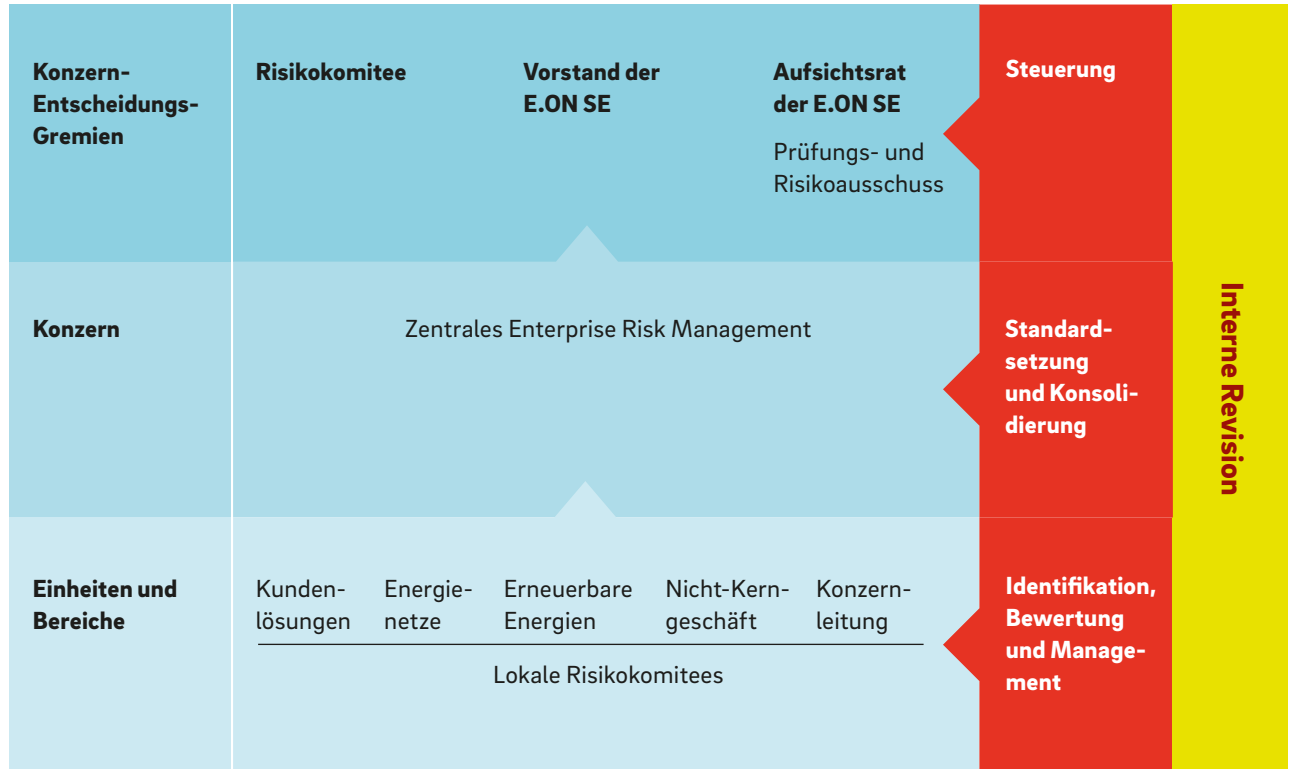 Konzern-
Entscheidungs-
Gremien
Risikokomitee
Vorstand der
E.ON SE
Aufsichtsrat
der E.ON SE
Prüfungs- und
Risikoausschuss
Steuerung
Konzern
Zentrales Enterprise Risk Management
Standard-
setzung
und Konsoli-
dierung
Einheiten und
Bereiche
Kunden-
lösungen
Energie-
netze
Erneuerbare
Energien
Nicht-Kern-
geschäft
Konzern-
leitung
Lokale Risikokomitees
Identifikation,
Bewertung
und Manage-
ment
Interne Revision